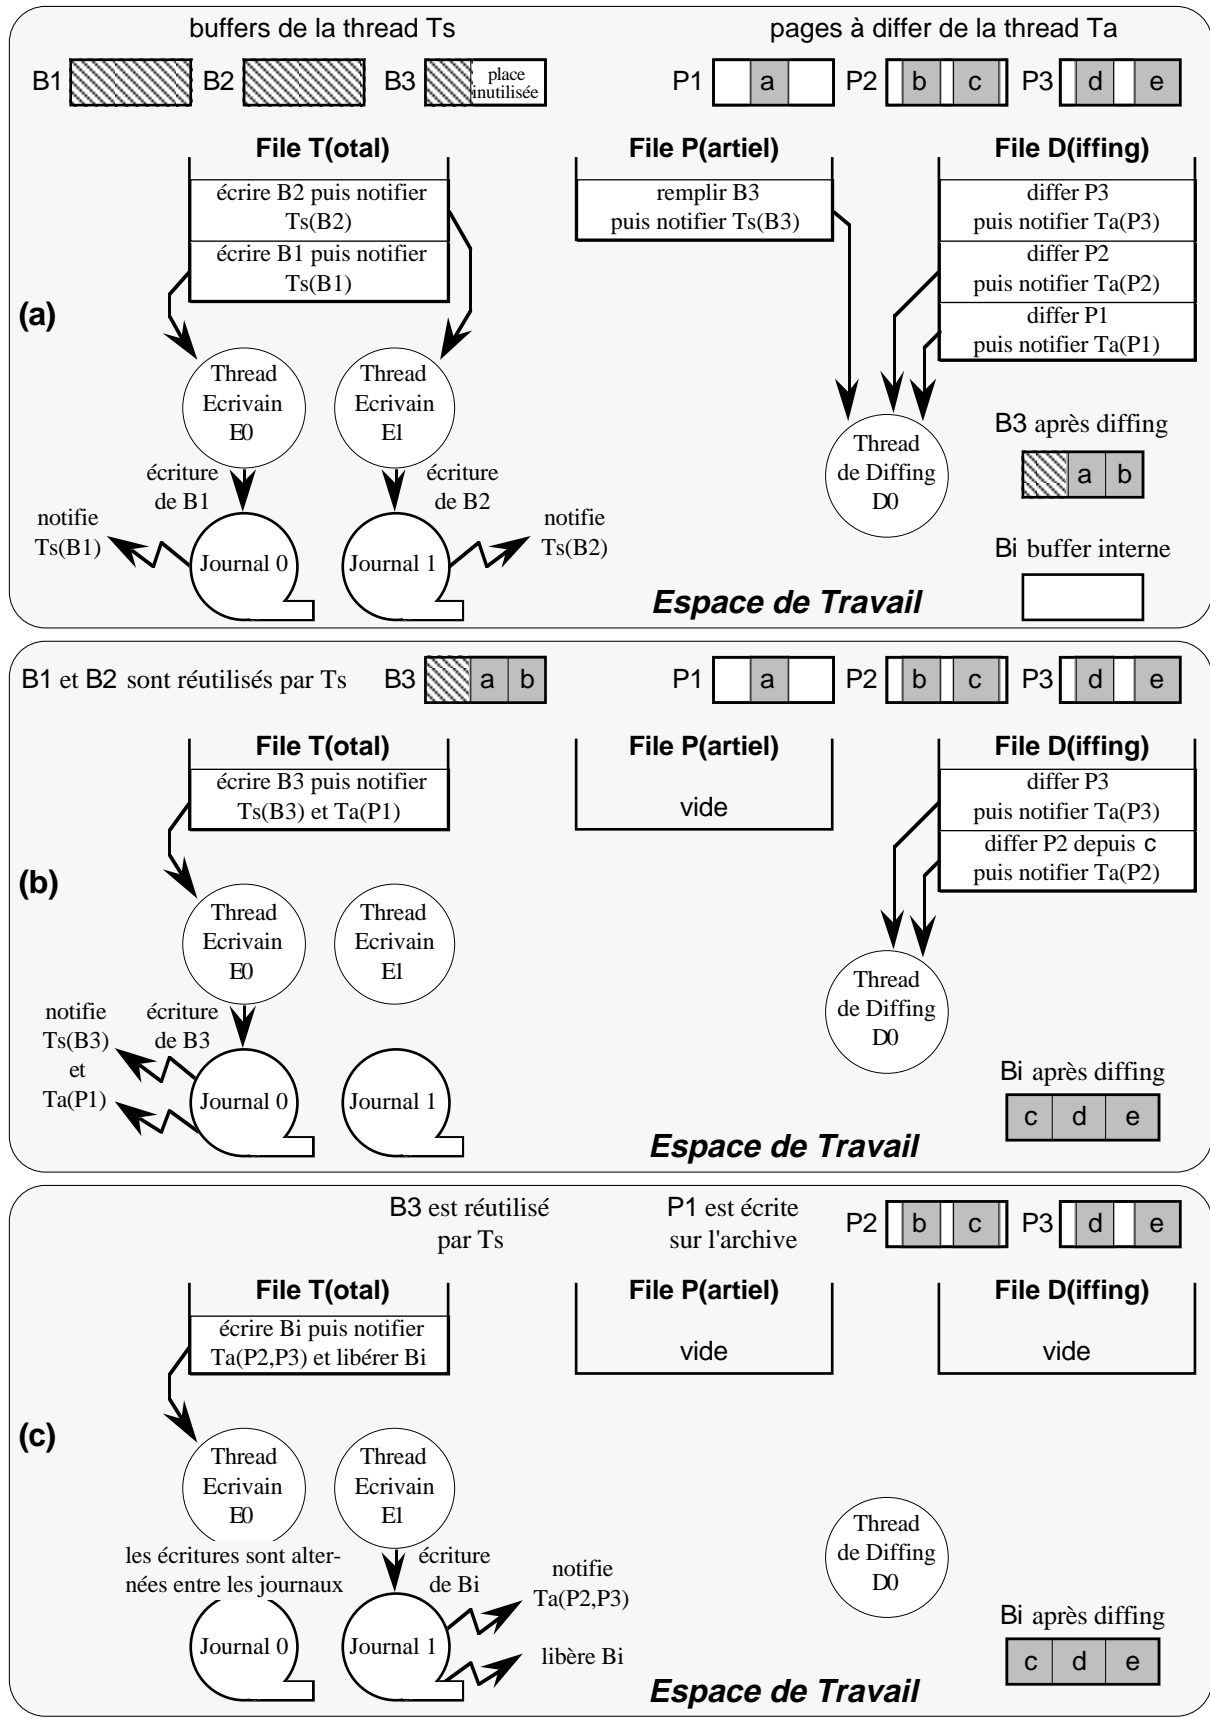 buffers de la thread Ts
pages à differ de la thread Ta
B1
B2
B3
place
inutilisée
P1
a
P2
b
c
P3
d
e
File T(otal)
écrire B2 puis notifier
Ts(B2)
écrire B1 puis notifier
Ts(B1)
File P(artiel)
remplir B3
puis notifier Ts(B3)
File D(iffing)
differ P3
puis notifier Ta(P3)
differ P2
puis notifier Ta(P2)
differ P1
puis notifier Ta(P1)
(a)
Thread
Ecrivain
E0
Thread
Ecrivain
E1
Thread
de Diffing
D0
B3 après diffing
a
b
écriture
de B1
écriture
de B2
notifie
Ts(B1)
Journal 0
Journal 1
notifie
Ts(B2)
Bi buffer interne
Espace de Travail
B1 et B2 sont réutilisés par Ts
B3
a
b
P1
a
P2
b
c
P3
d
e
File T(otal)
écrire B3 puis notifier
Ts(B3) et Ta(P1)
File P(artiel)
vide
File D(iffing)
differ P3
puis notifier Ta(P3)
differ P2 depuis c
puis notifier Ta(P2)
(b)
Thread
Ecrivain
E0
Thread
Ecrivain
E1
Thread
de Diffing
D0
notifie
Ts(B3)
et
Ta(P1)
écriture
de B3
Journal 0
Journal 1
Bi après diffing
c
d
e
Espace de Travail
B3 est réutilisé
par Ts
P1 est écrite
sur l'archive
P2
b
c
P3
d
e
File T(otal)
écrire Bi puis notifier
Ta(P2,P3) et libérer Bi
File P(artiel)
vide
File D(iffing)
vide
(c)
Thread
Ecrivain
E0
Thread
Ecrivain
E1
Thread
de Diffing
D0
les écritures sont alter-
nées entre les journaux
écriture
de Bi
notifie
Ta(P2,P3)
Journal 0
Journal 1
libère Bi
Bi après diffing
c
d
e
Espace de Travail